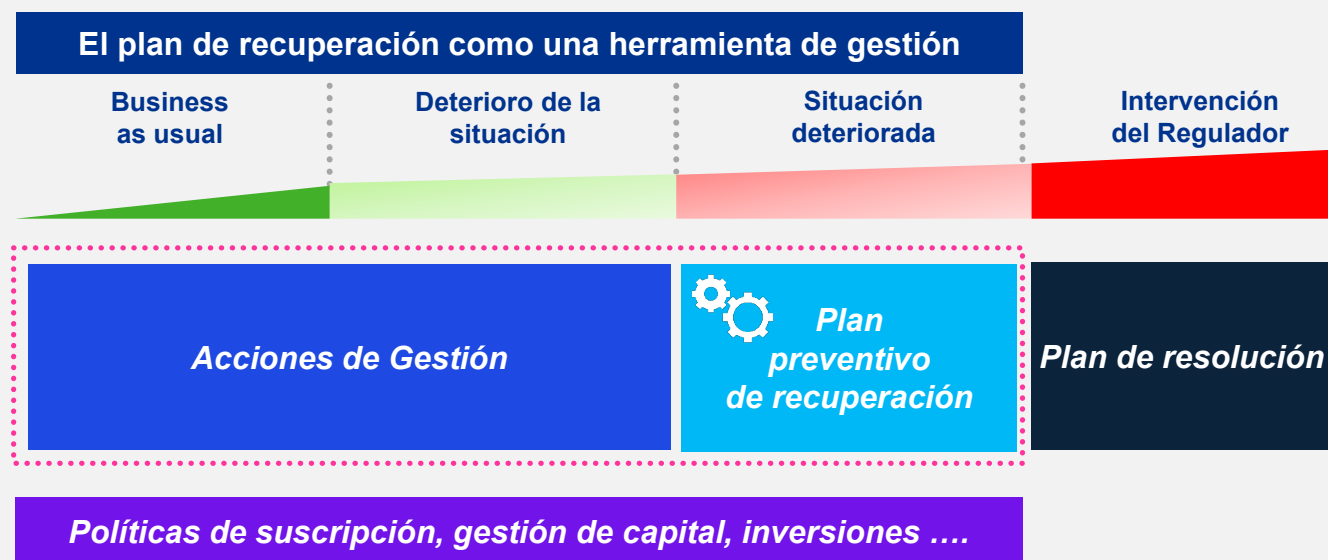 El plan de recuperación como una herramienta de gestión
Business
as usual
Deterioro de la
situación
Situación
deteriorada
Intervención
del Regulador
Acciones de Gestión
Plan
preventivo
de recuperación
Plan de resolución
Políticas de suscripción, gestión de capital, inversiones ….